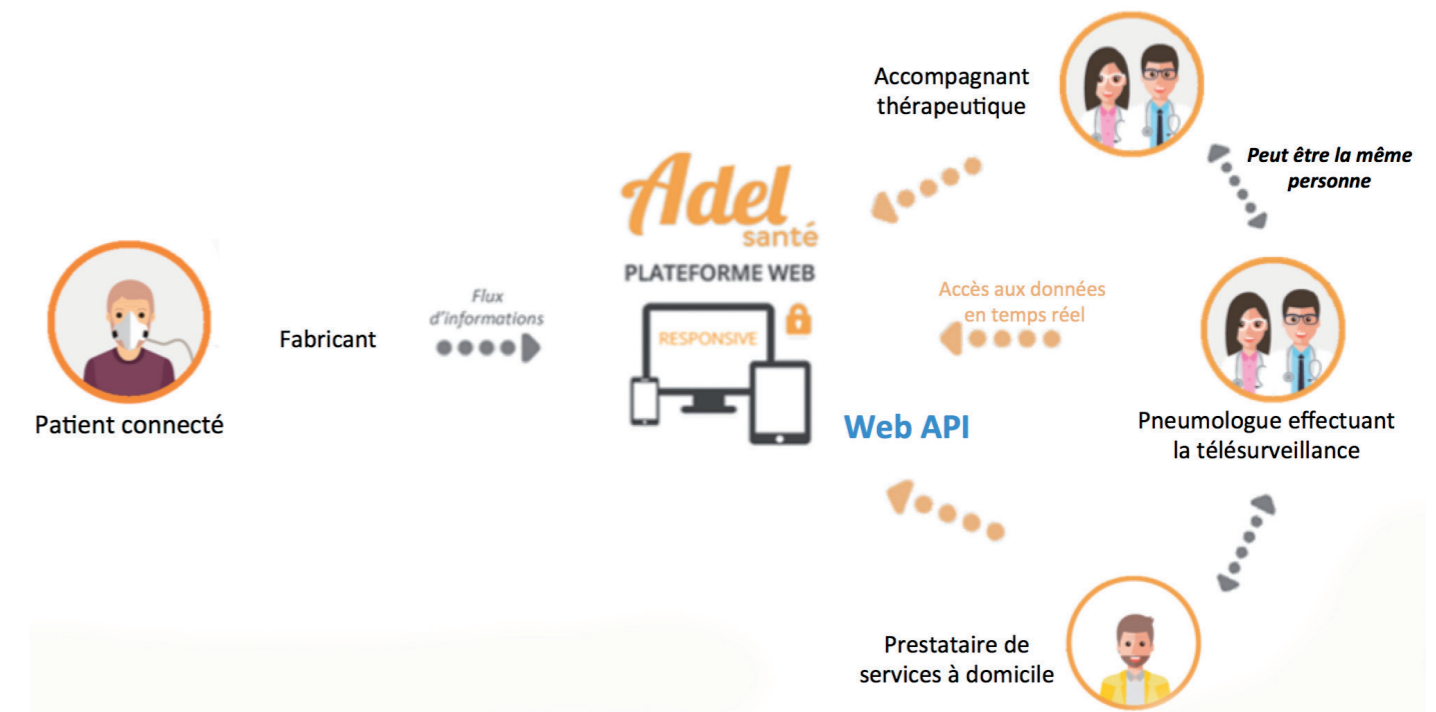 Accompagnant
thérapeutique
Peut être la même
personne
Adel
santé
PLATEFORME WEB
RESPONSIVE
Flux
d'informations
Fabricant
Patient connecté
Accès aux données
en temps réel
Web API
Pneumologue effectuant
la télésurveillance
Prestataire de
services à domicile